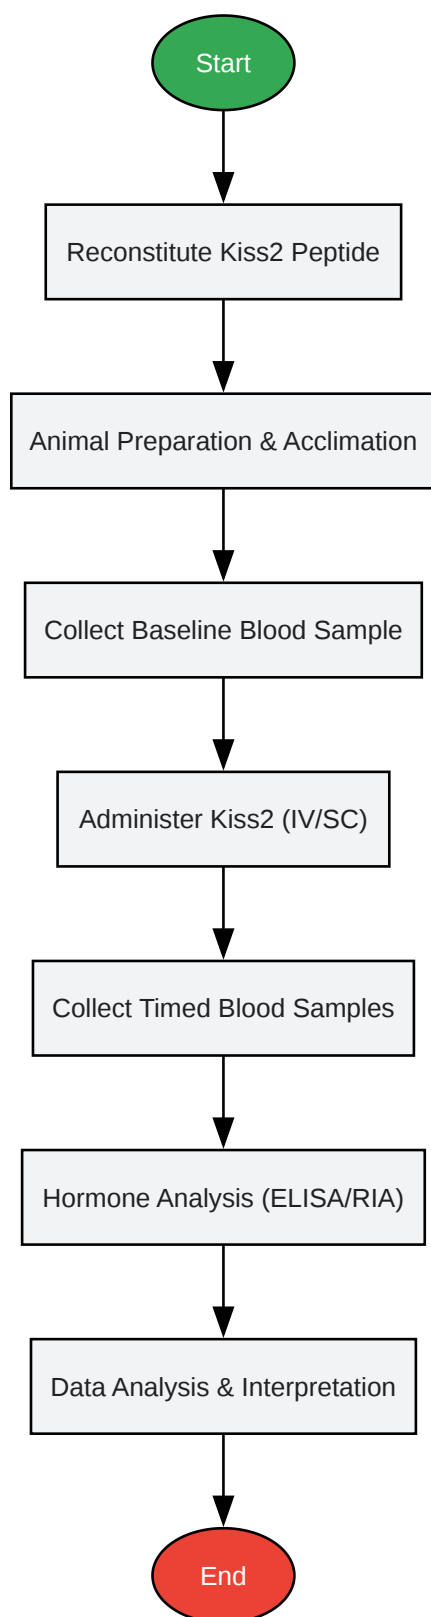 Start
Reconstitute Kiss2 Peptide
Animal Preparation & Acclimation
Collect Baseline Blood Sample
Administer Kiss2 (IV/SC)
Collect Timed Blood Samples
Hormone Analysis (ELISA/RIA)
Data Analysis & Interpretation
End